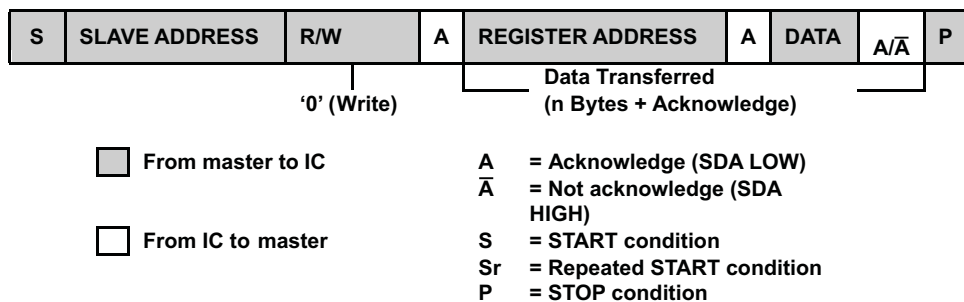 S SLAVE ADDRESS R/W A REGISTER ADDRESS A DATA A/A̅ P
‘0’ (Write)
Data Transferred
(n Bytes + Acknowledge)
From master to IC
From IC to master
A = Acknowledge (SDA LOW)
A̅ = Not acknowledge (SDA
HIGH)
S = START condition
Sr = Repeated START condition
P = STOP condition